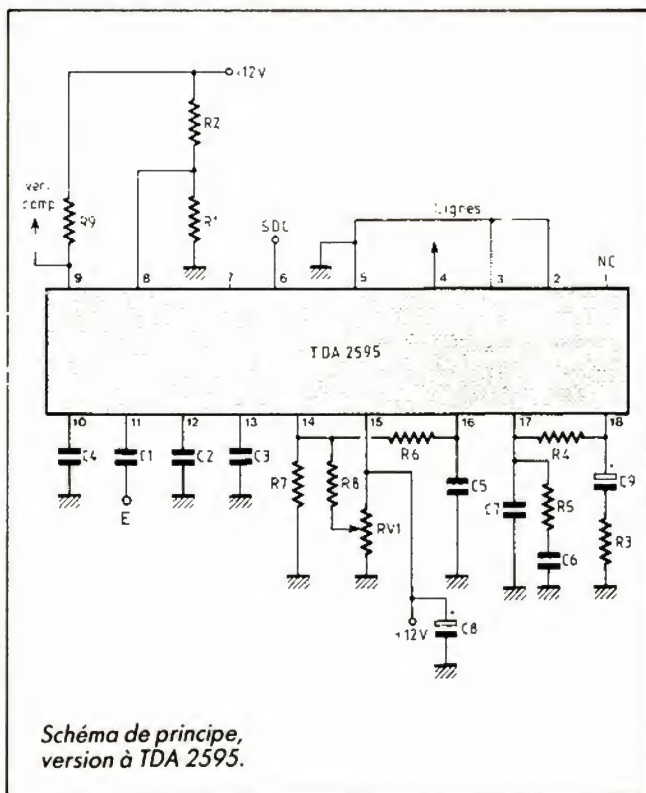 +12V
R2
ver.
comp
R9
R1
SDC
Lignes
NC
9 8 7 6 5 4 3 2
TDA 2595
10 11 12 13 14 15 16 17 18
C4 C1 C2 C3
R6
R4
R7 R8
RV1
C5
C7
R5
C9
E
C6
R3
+12V
C8
Schéma de principe,
version à TDA 2595.